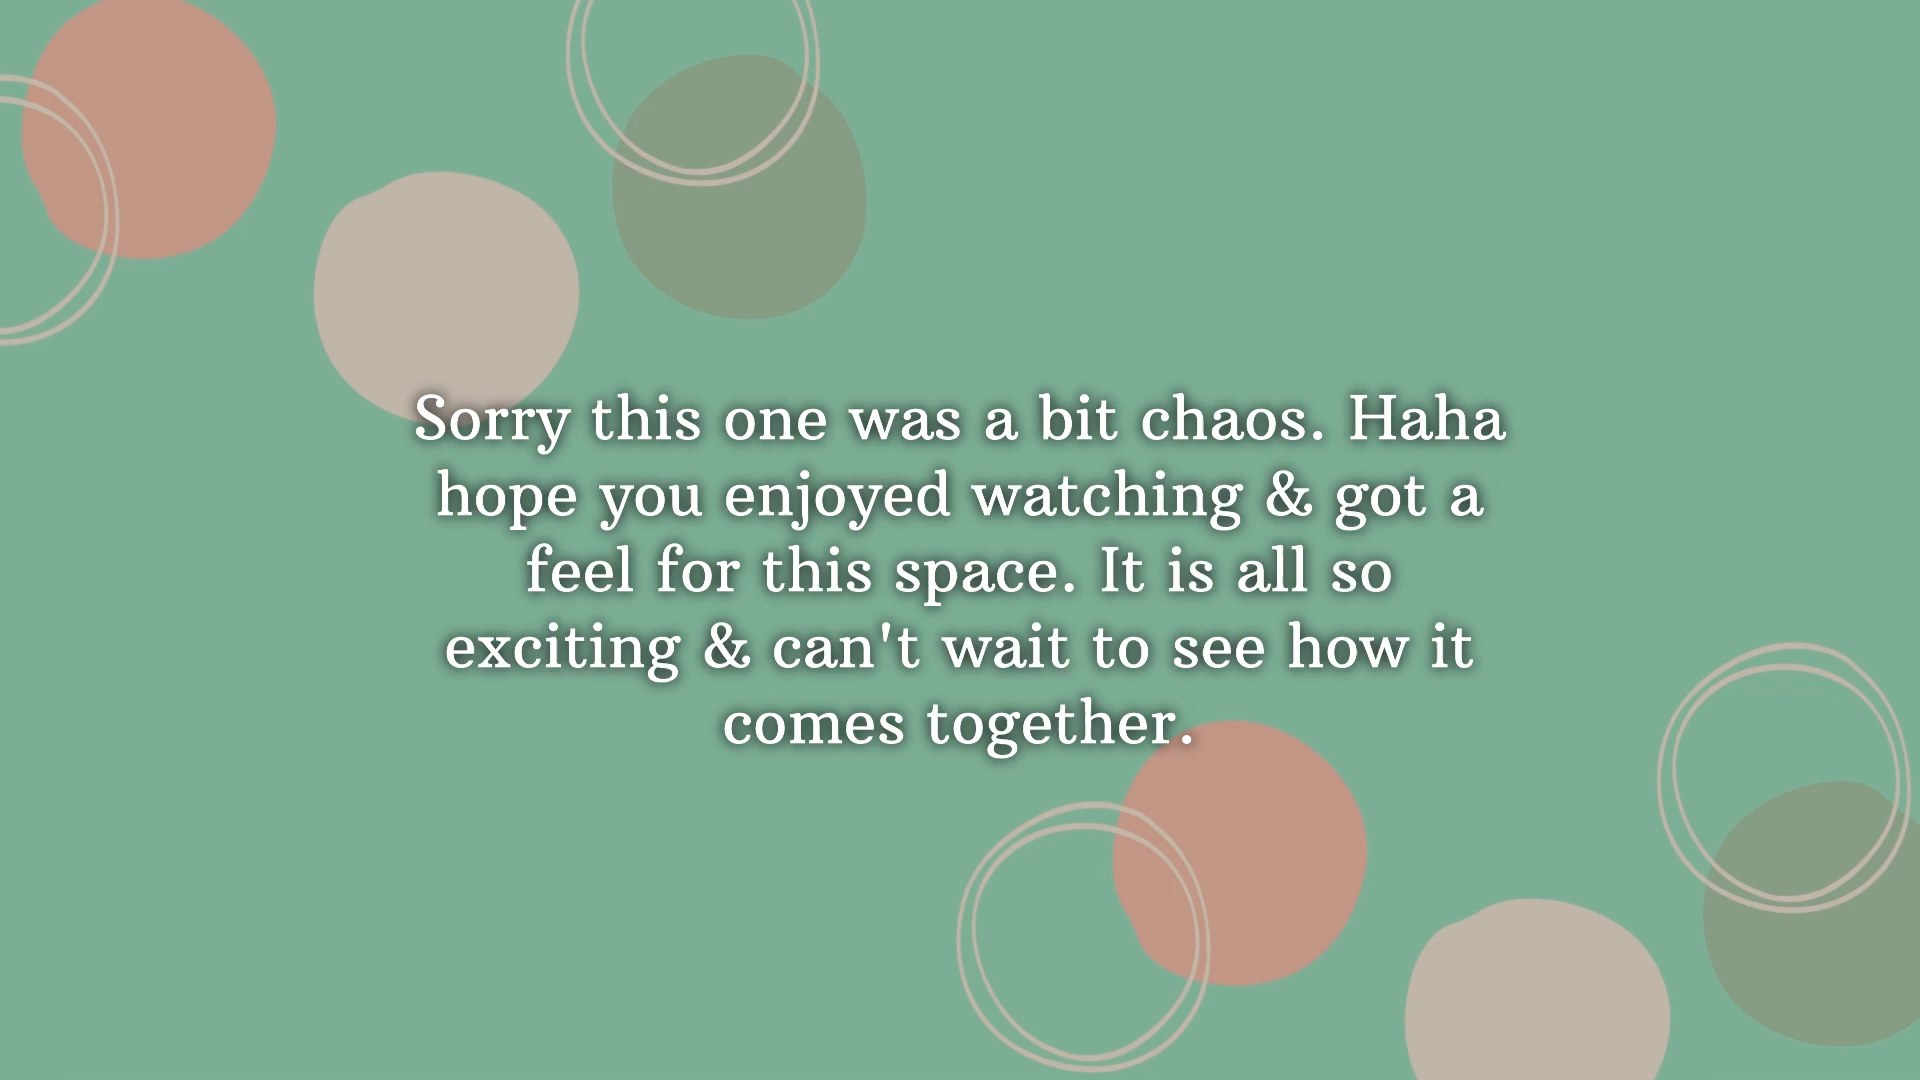 Sorry this one was a bit chaos. Haha
hope you enjoyed watching & got a
feel for this space. It is all so
exciting & can't wait to see how it
comes together.